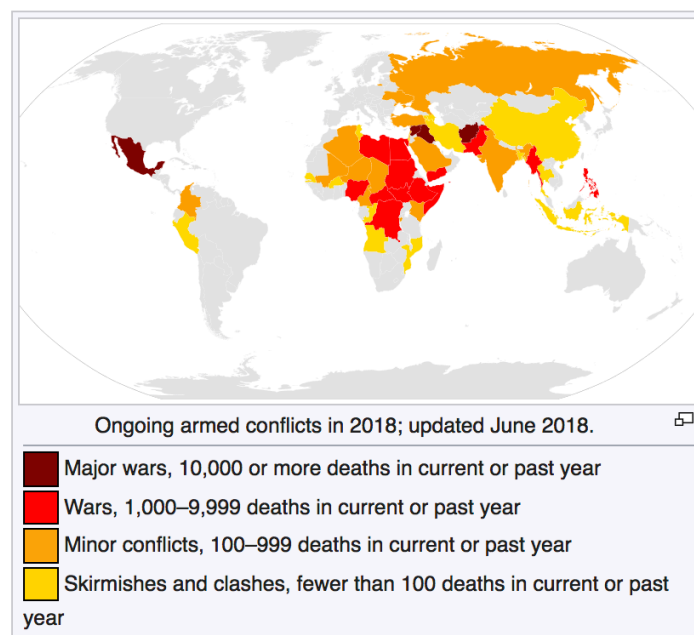 Ongoing armed conflicts in 2018; updated June 2018.
Major wars, 10,000 or more deaths in current or past year
Wars, 1,000–9,999 deaths in current or past year
Minor conflicts, 100–999 deaths in current or past year
Skirmishes and clashes, fewer than 100 deaths in current or past
year